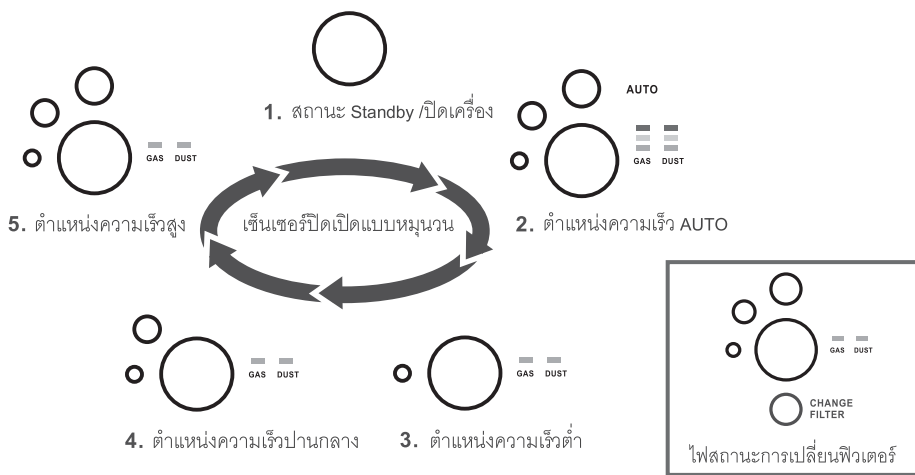 1. สถานะ Standby /ปิดเครื่อง
AUTO
GAS DUST
2. ตำแหน่งความเร็ว AUTO
GAS DUST
5. ตำแหน่งความเร็วสูง
เซ็นเซอร์ปิดเปิดแบบหมุนวน
GAS DUST
4. ตำแหน่งความเร็วปานกลาง
GAS DUST
3. ตำแหน่งความเร็วต่ำ
GAS DUST
CHANGE
FILTER
ไฟสถานะการเปลี่ยนฟิวเตอร์